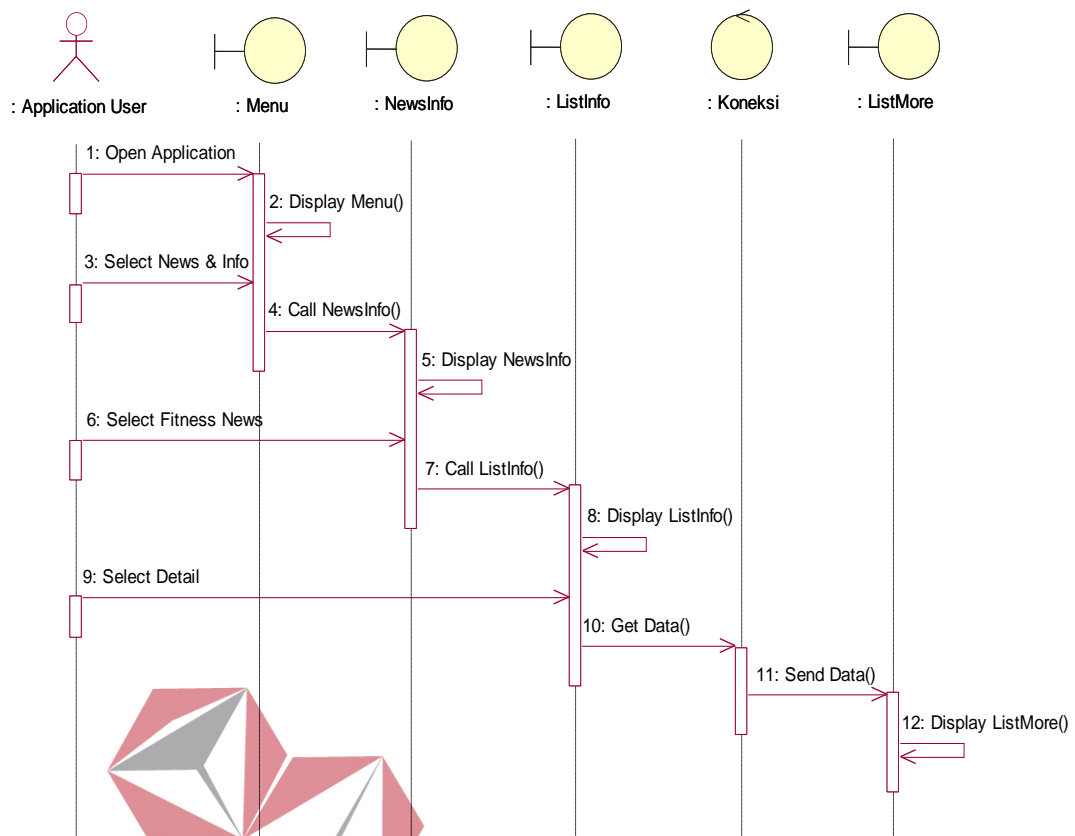 : Application User
: Menu
: NewsInfo
: ListInfo
: Koneksi
: ListMore
1: Open Application
2: Display Menu()
3: Select News & Info
4: Call NewsInfo()
5: Display NewsInfo
6: Select Fitness News
7: Call ListInfo()
8: Display ListInfo()
9: Select Detail
10: Get Data()
11: Send Data()
12: Display ListMore()